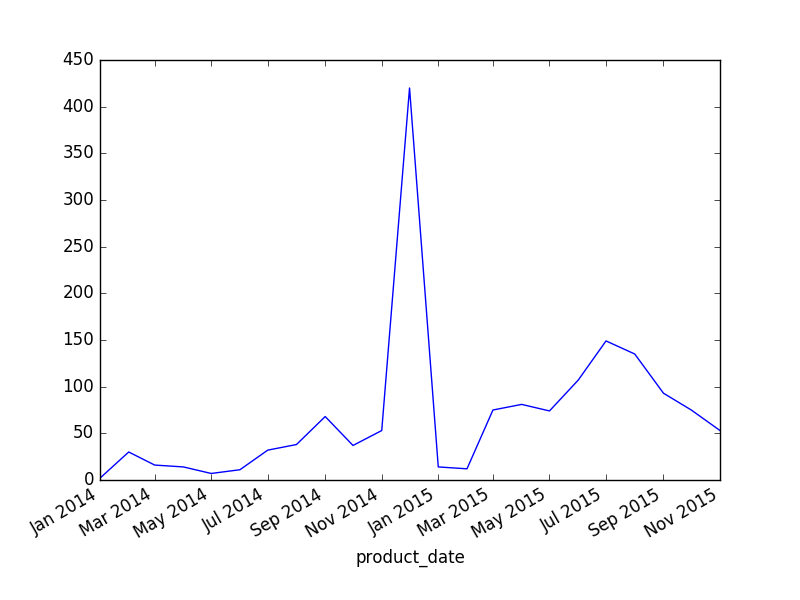 450
400
350
300
250
200
150
100
50
0
Jan 2014
Mar 2014
May 2014
Jul 2014
Sep 2014
Nov 2014
Jan 2015
Mar 2015
May 2015
Jul 2015
Sep 2015
Nov 2015
product_date